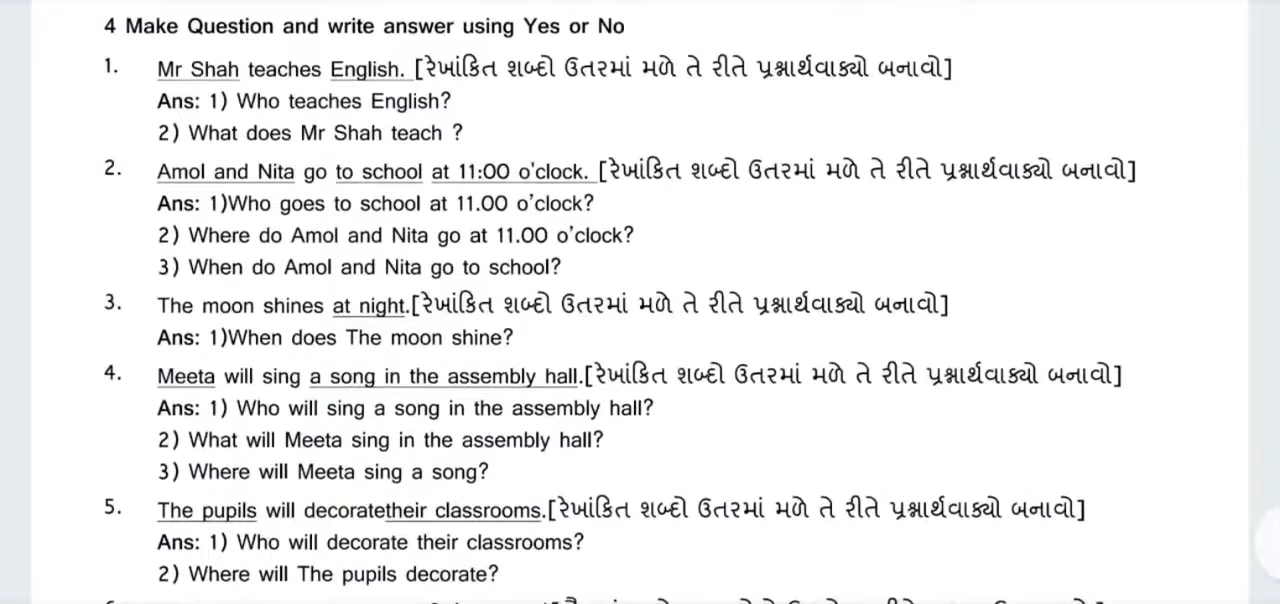 4 Make Question and write answer using Yes or No
1. Mr Shah teaches English. [રેખાંકિત શબ્દો ઉતરમાં મળે તે રીતે પ્રશ્નાર્થવાક્યો બનાવો]
Ans: 1) Who teaches English?
2) What does Mr Shah teach ?
2. Amol and Nita go to school at 11:00 o'clock. [રેખાંકિત શબ્દો ઉતરમાં મળે તે રીતે પ્રશ્નાર્થવાક્યો બનાવો]
Ans: 1)Who goes to school at 11.00 o'clock?
2) Where do Amol and Nita go at 11.00 o'clock?
3) When do Amol and Nita go to school?
3. The moon shines at night.[રેખાંકિત શબ્દો ઉતરમાં મળે તે રીતે પ્રશ્નાર્થવાક્યો બનાવો]
Ans: 1)When does The moon shine?
4. Meeta will sing a song in the assembly hall.[રેખાંકિત શબ્દો ઉતરમાં મળે તે રીતે પ્રશ્નાર્થવાક્યો બનાવો]
Ans: 1) Who will sing a song in the assembly hall?
2) What will Meeta sing in the assembly hall?
3) Where will Meeta sing a song?
5. The pupils will decoratetheir classrooms.[રેખાંકિત શબ્દો ઉતરમાં મળે તે રીતે પ્રશ્નાર્થવાક્યો બનાવો]
Ans: 1) Who will decorate their classrooms?
2) Where will The pupils decorate?